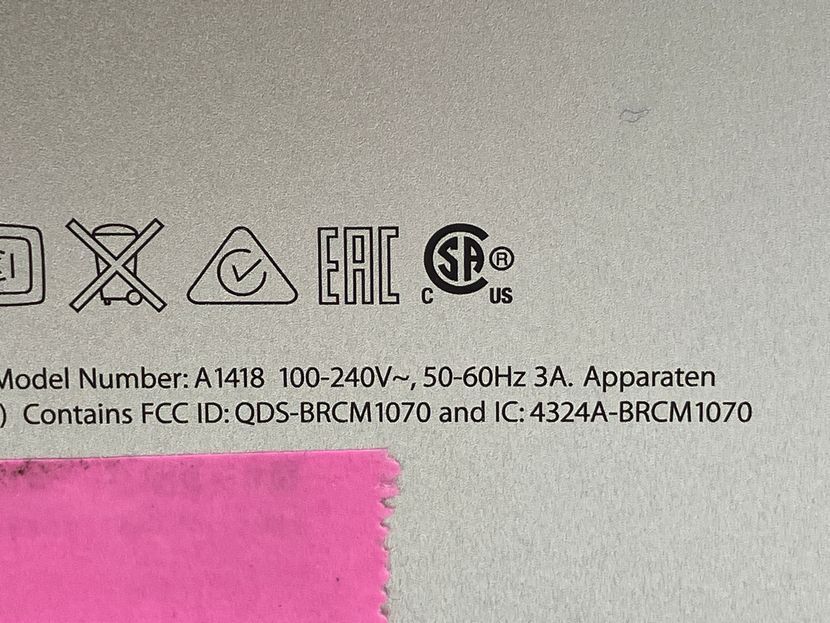 EAC
CSA®
C US
Model Number: A1418 100-240V~, 50-60Hz 3A. Apparaten
) Contains FCC ID: QDS-BRCM1070 and IC: 4324A-BRCM1070